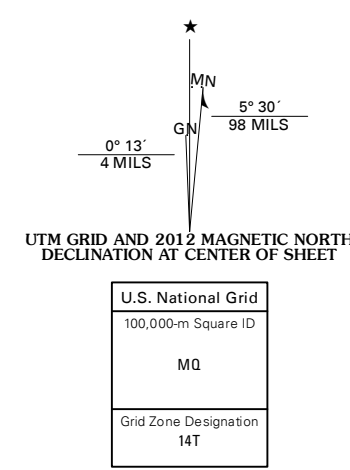 ★
MN
GN
5° 30´
98 MILS
0° 13´
4 MILS
UTM GRID AND 2012 MAGNETIC NORTH
DECLINATION AT CENTER OF SHEET
U.S. National Grid
100,000-m Square ID
MQ
Grid Zone Designation
14T